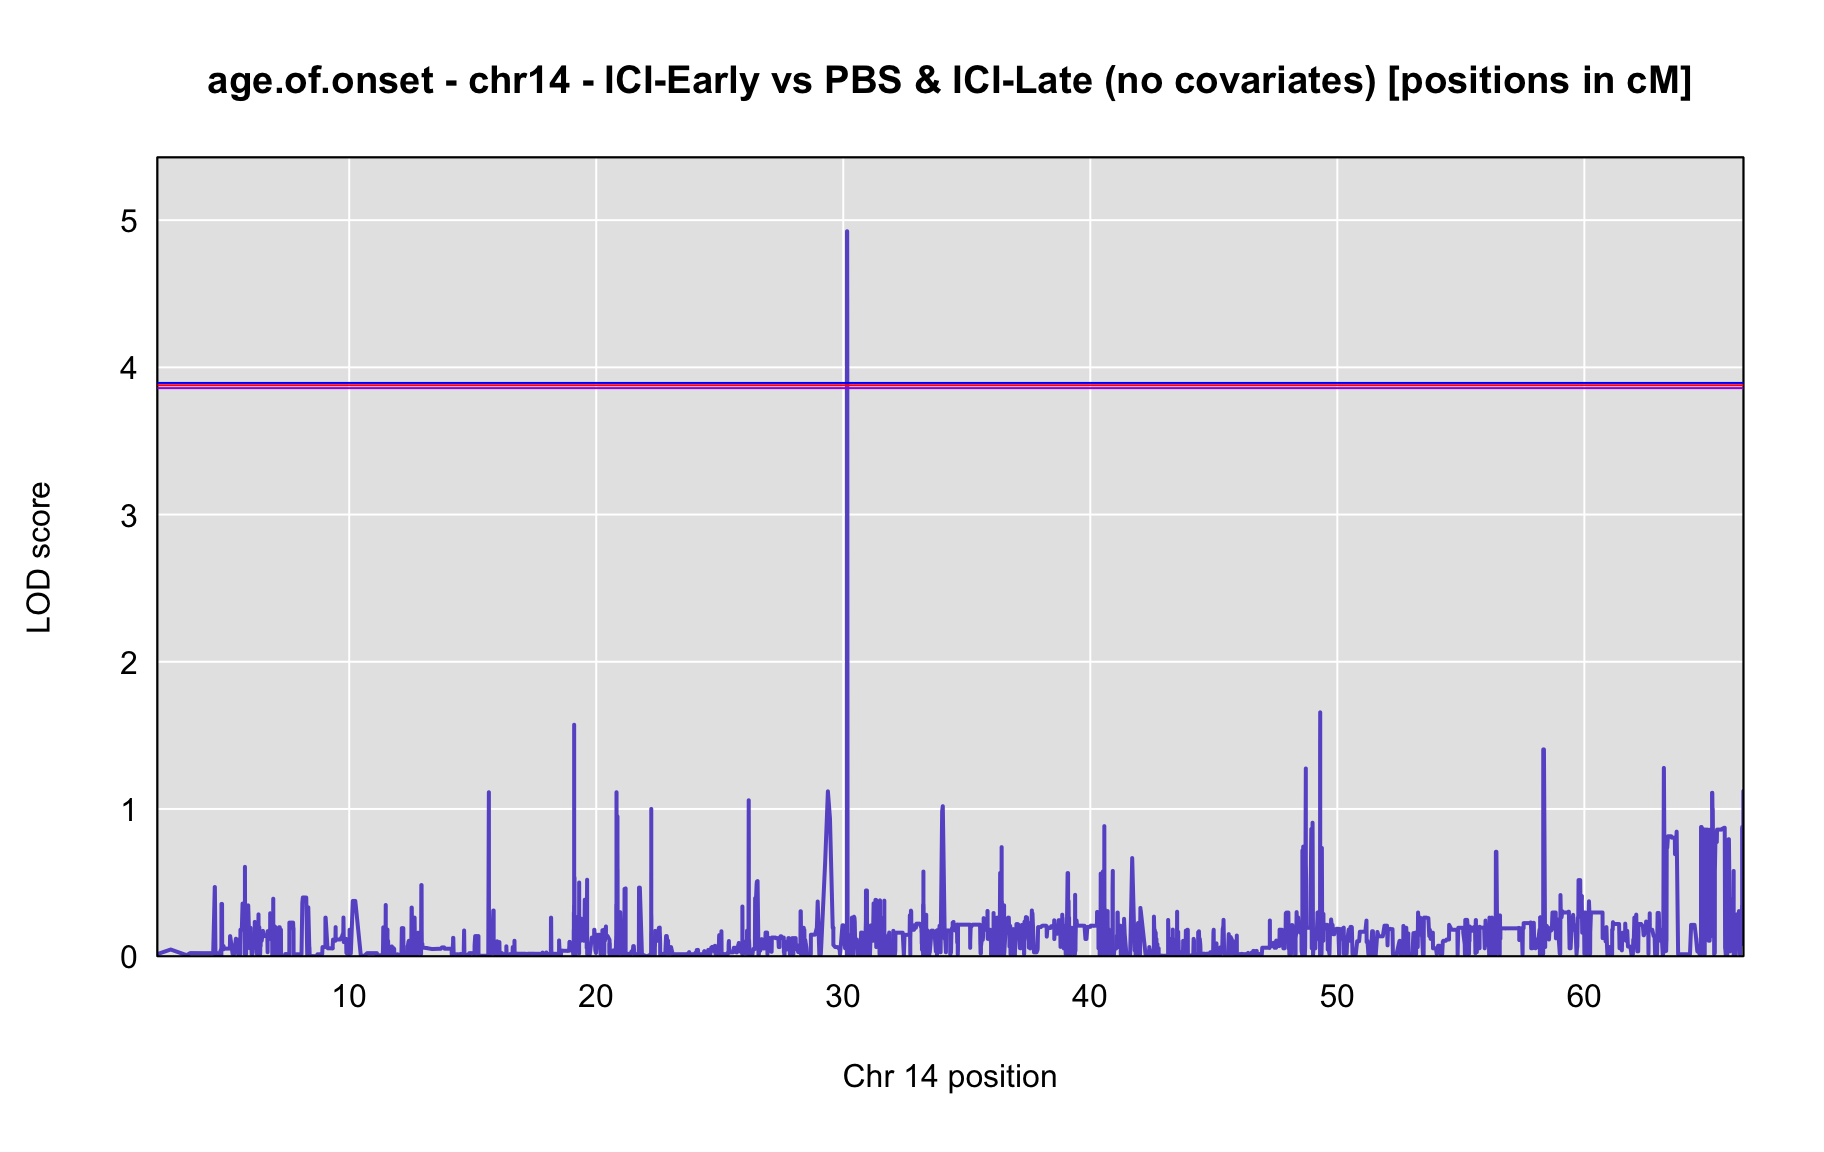 age.of.onset - chr14 - ICI-Early vs PBS & ICI-Late (no covariates) [positions in cM]
5
4
3
2
1
0
LOD score
10 20 30 40 50 60
Chr 14 position